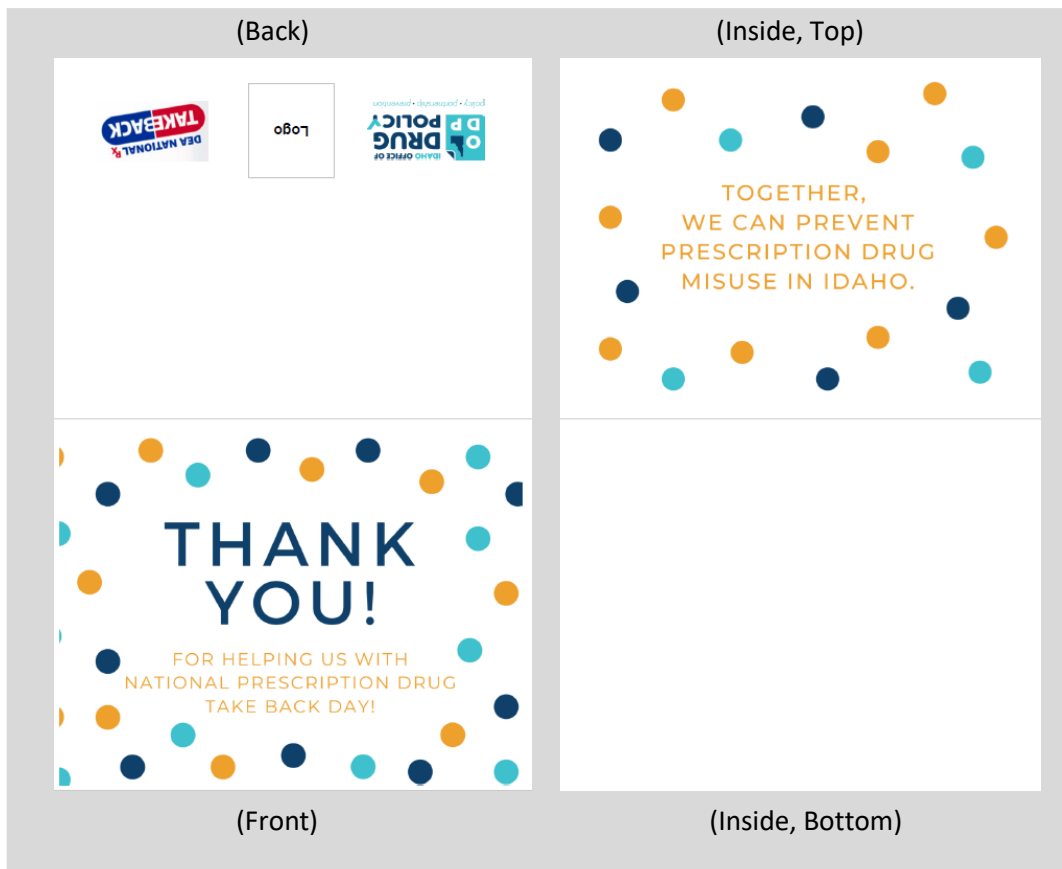 (Back)
(Inside, Top)
DEA NATIONAL Rx
TAKEBACK
Logo
IDAHO OFFICE OF
DRUG
POLICY
ODP
policy • partnership • prevention
TOGETHER,
WE CAN PREVENT
PRESCRIPTION DRUG
MISUSE IN IDAHO.
THANK
YOU!
FOR HELPING US WITH
NATIONAL PRESCRIPTION DRUG
TAKE BACK DAY!
(Front)
(Inside, Bottom)